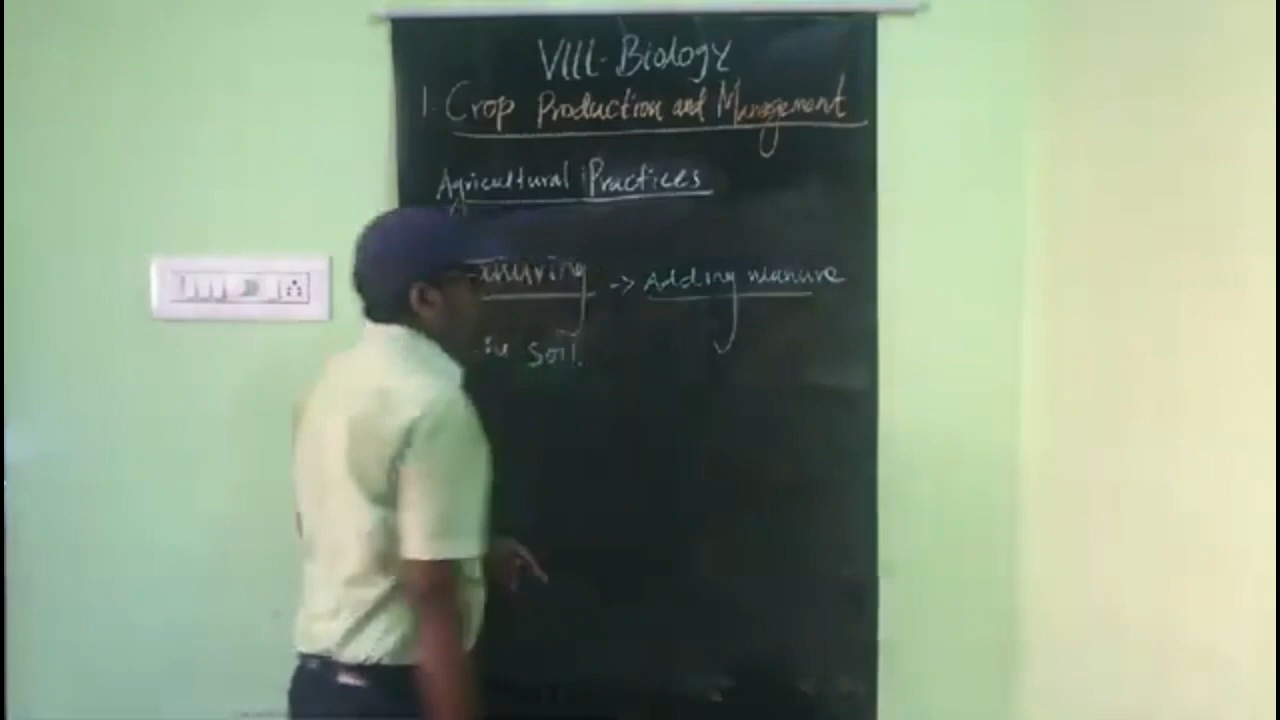 VIII-Biology
1. Crop Production and Management
Agricultural Practices
-> Adding manure
Soil.